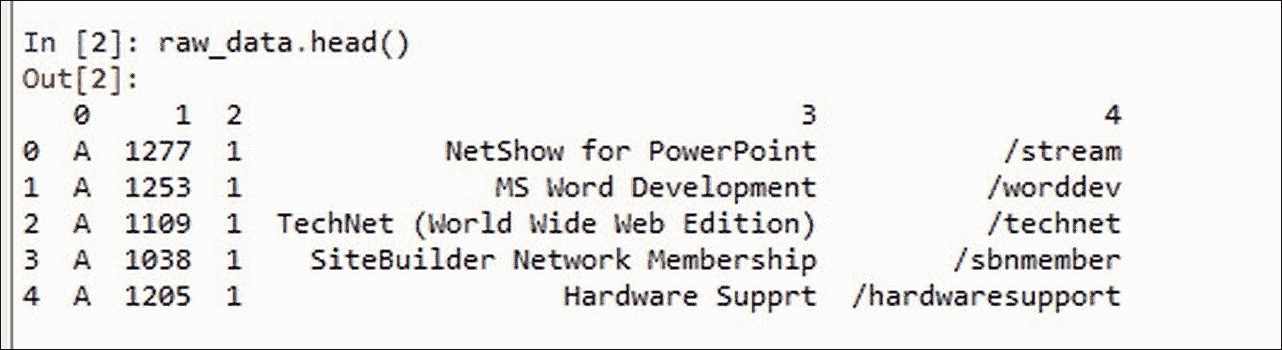 In [2]: raw_data.head()
Out[2]:
0 1 2 3 4
0 A 1277 1 NetShow for PowerPoint /stream
1 A 1253 1 MS Word Development /worddev
2 A 1109 1 TechNet (World Wide Web Edition) /technet
3 A 1038 1 SiteBuilder Network Membership /sbnmember
4 A 1205 1 Hardware Supprt /hardwaresupport